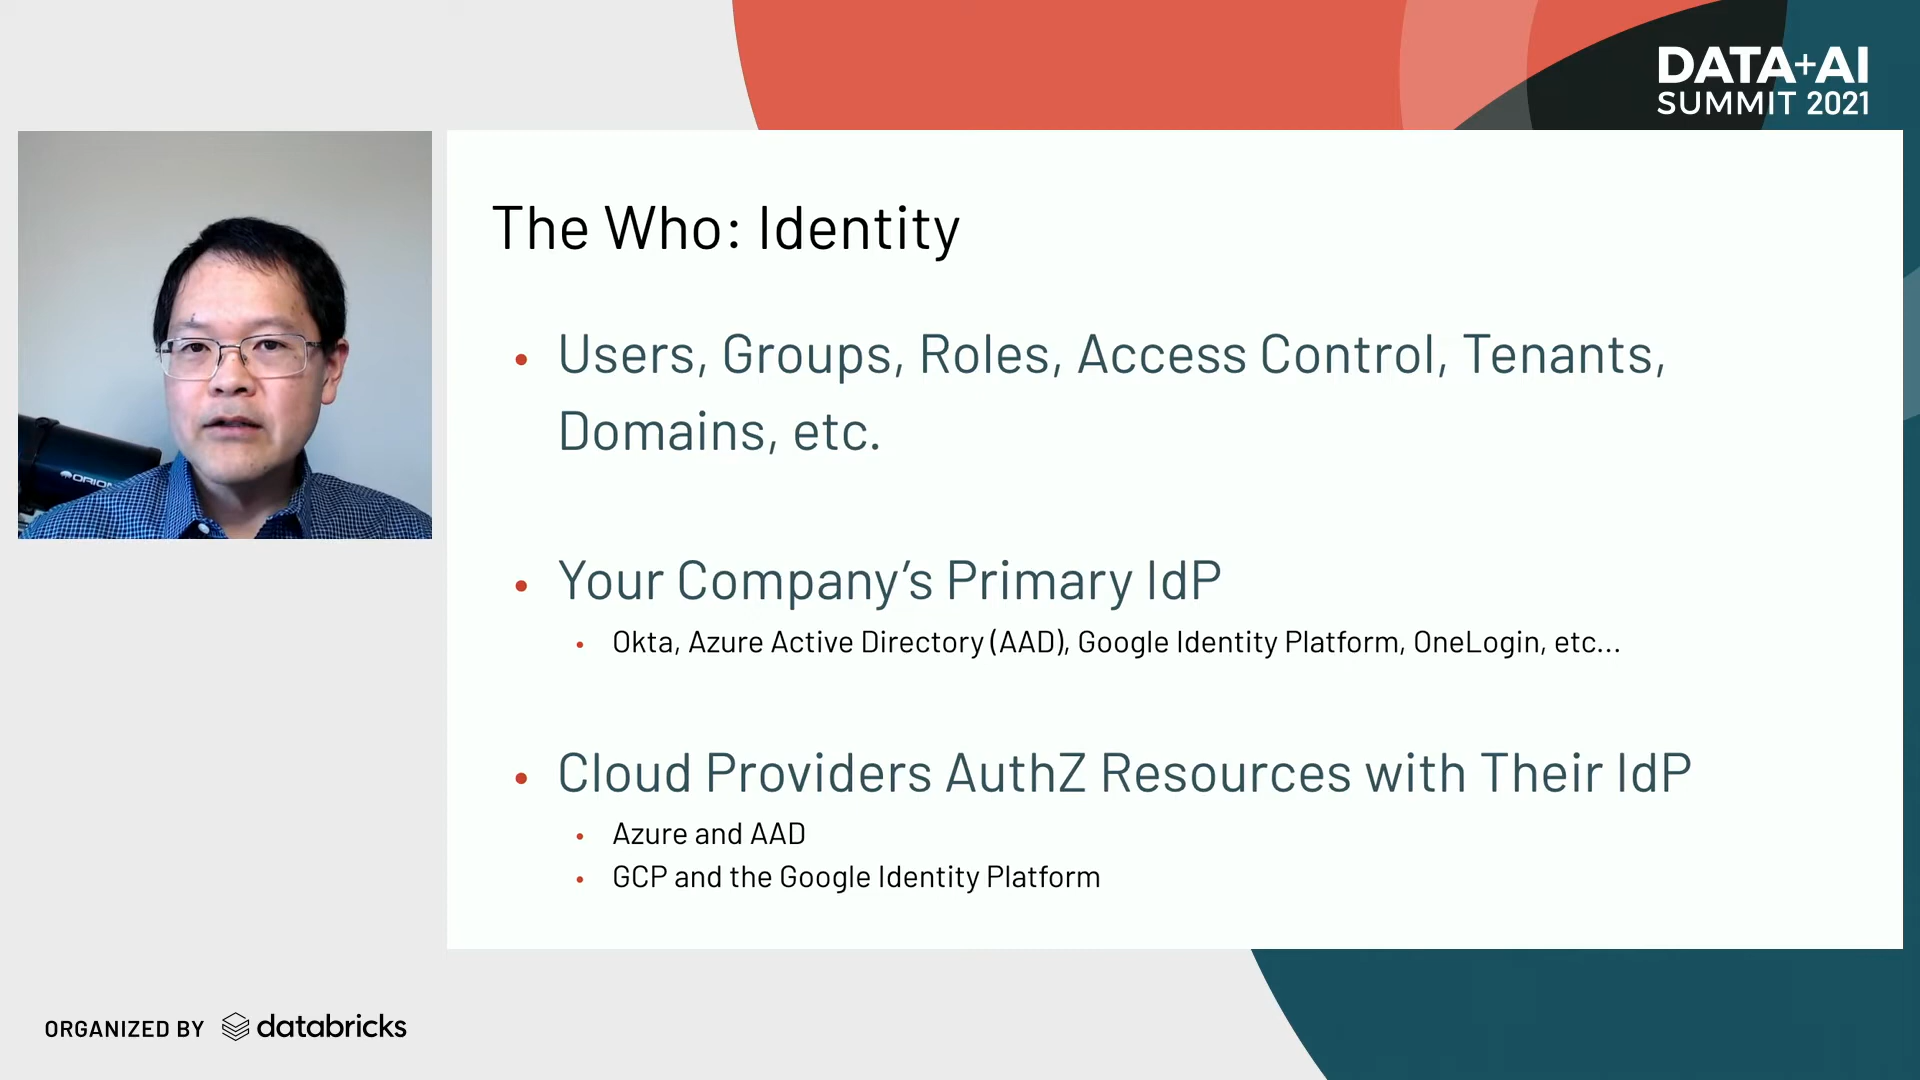 DATA+AI
SUMMIT 2021
The Who: Identity
• Users, Groups, Roles, Access Control, Tenants,
Domains, etc.
• Your Company’s Primary IdP
• Okta, Azure Active Directory (AAD), Google Identity Platform, OneLogin, etc...
• Cloud Providers AuthZ Resources with Their IdP
• Azure and AAD
• GCP and the Google Identity Platform
ORION
ORGANIZED BY databricks